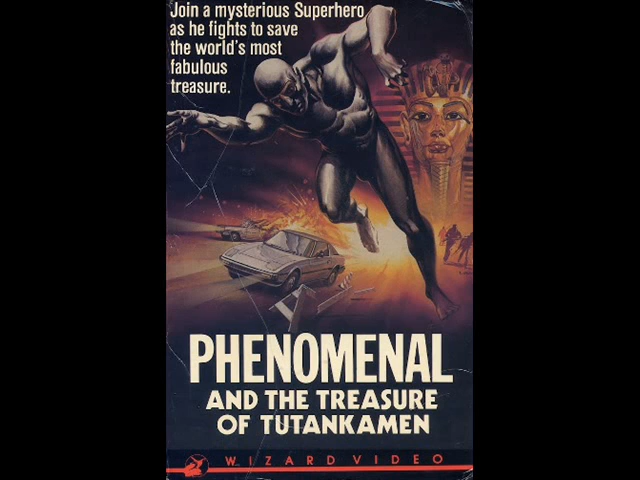 Join a mysterious Superhero
as he fights to save
the world's most
fabulous
treasure.
PHENOMENAL
AND THE TREASURE
OF TUTANKAMEN
WIZARD VIDEO